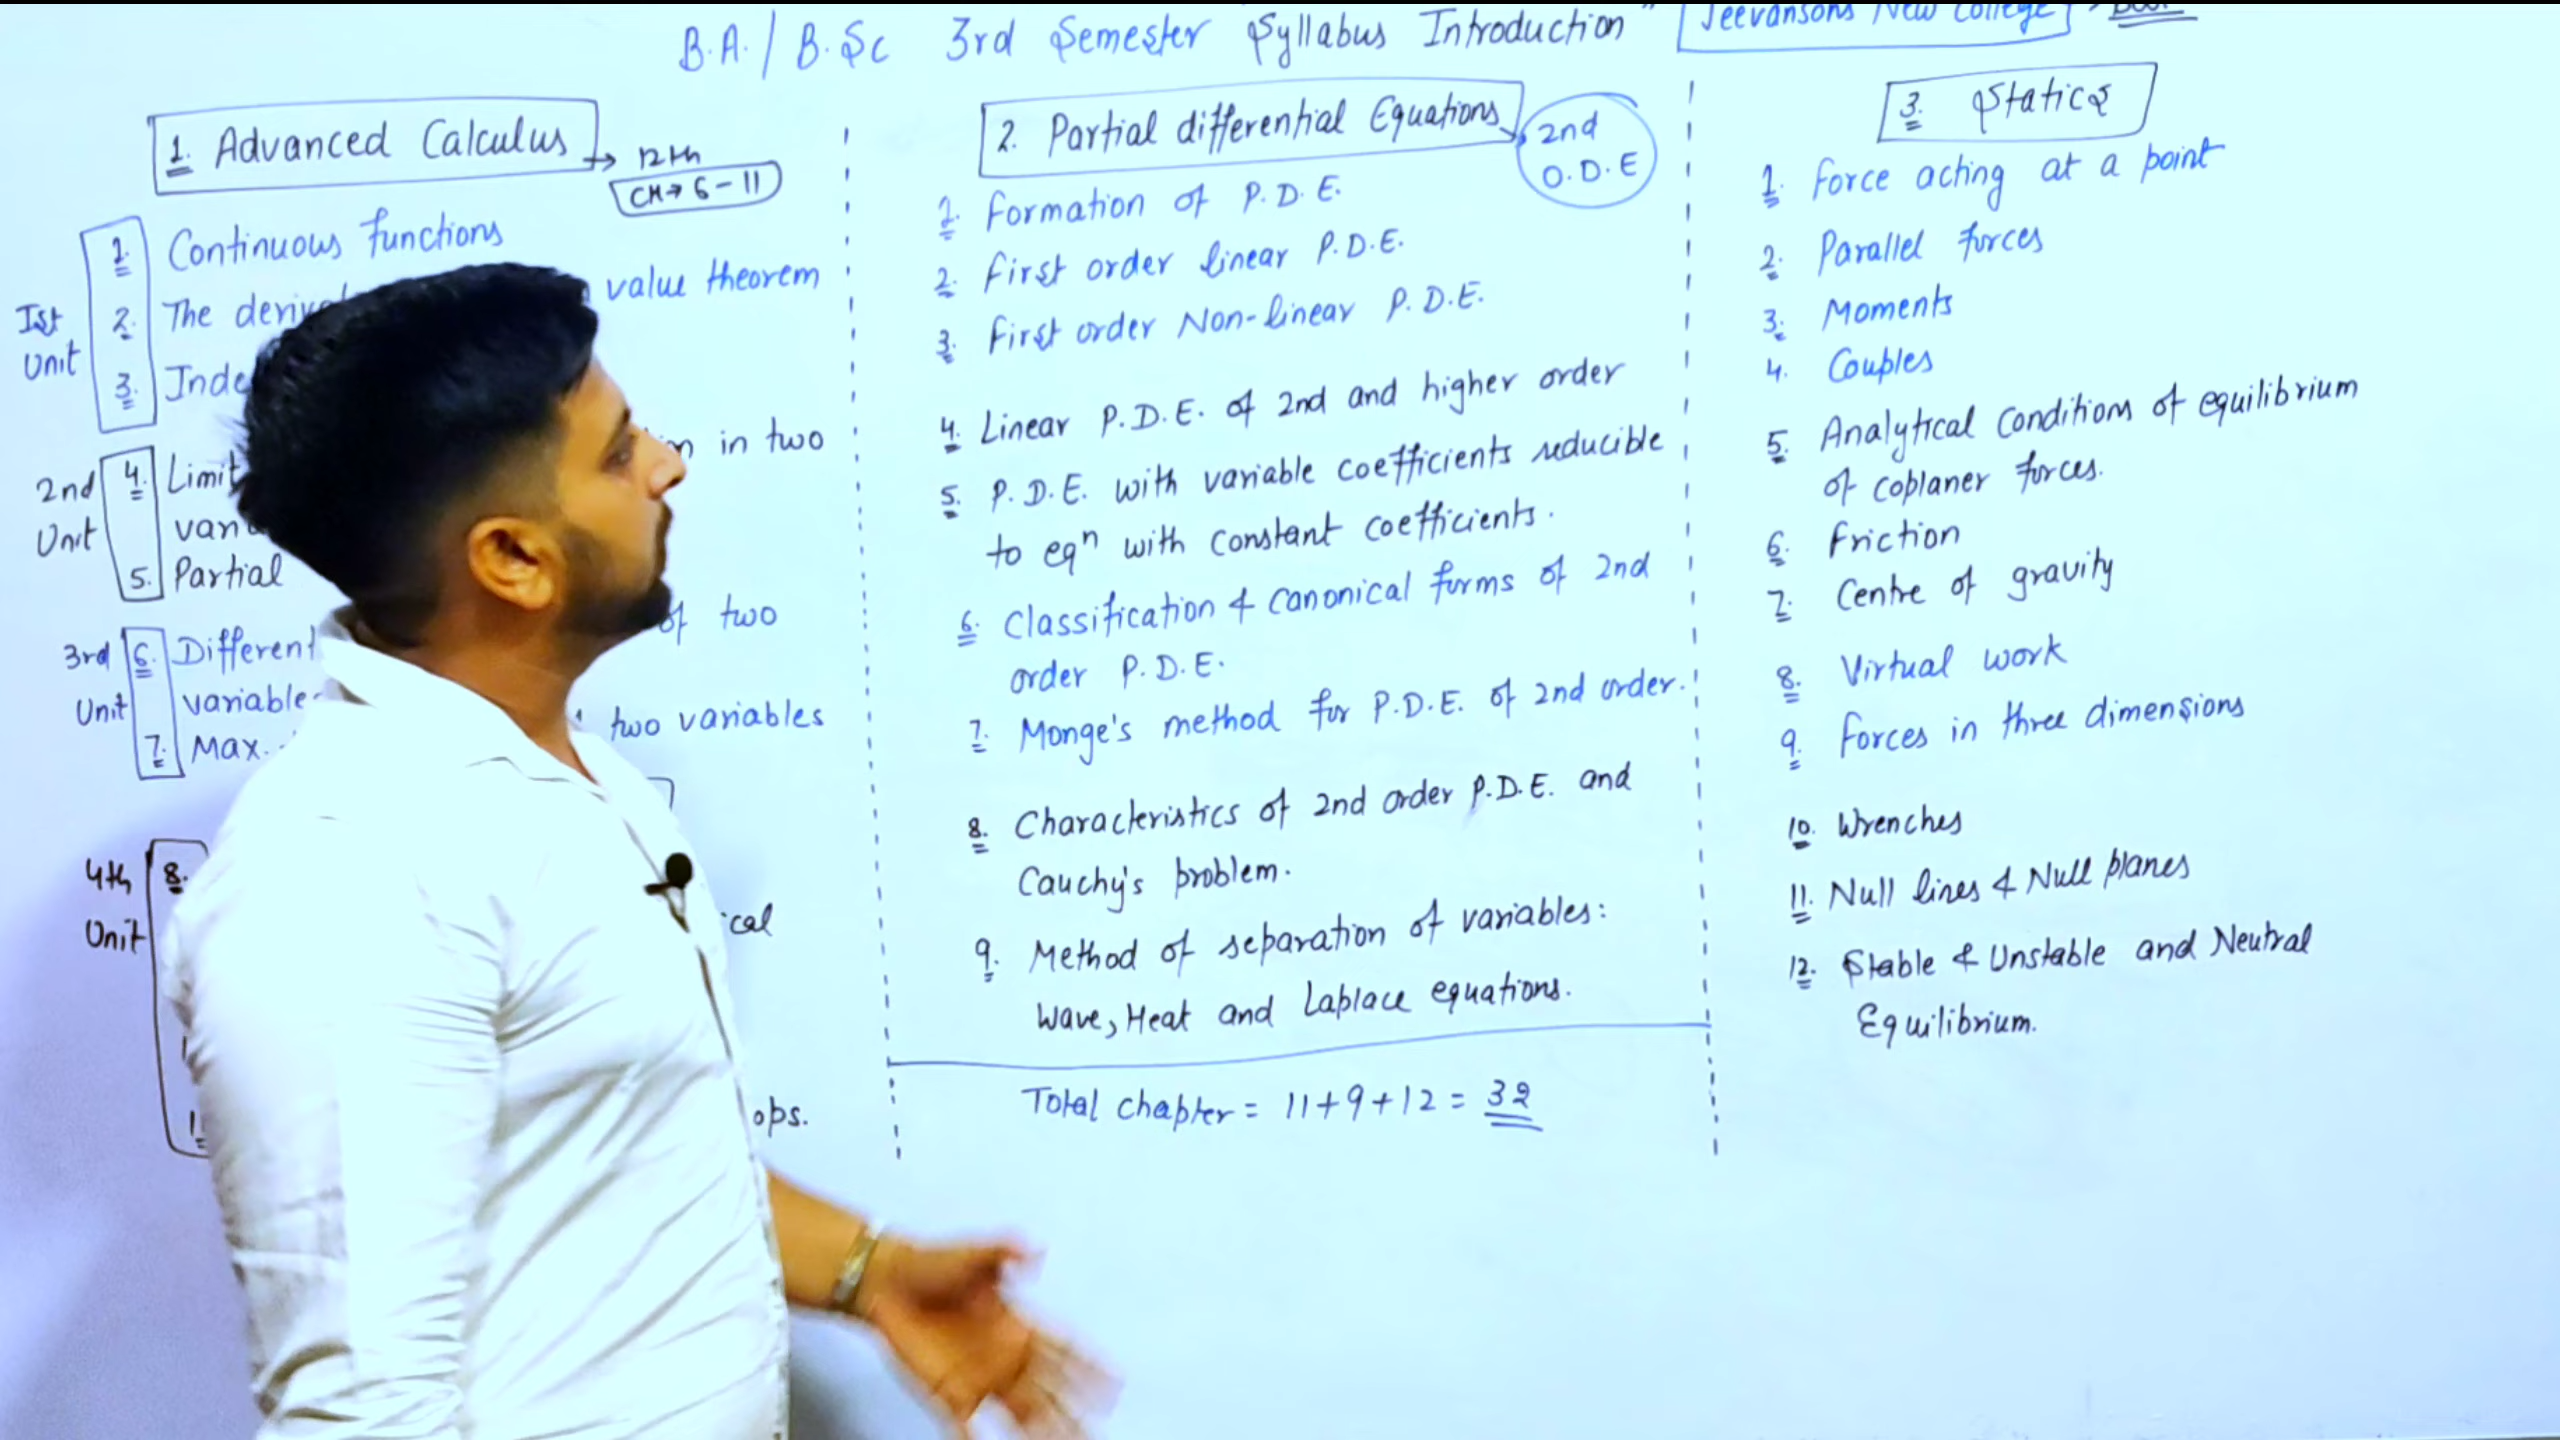 B.A./B.Sc 3rd Semester Syllabus Introduction" Jeevansons New College
1. Advanced Calculus → 12th
CH→ 6-11
Ist Unit
1. Continuous functions
2. The value theorem
3.
2nd Unit
4. Limit in two
5. Partial
3rd Unit
6. of two
variable
7. Max. two variables
4th Unit
8.
2. Partial differential Equations → 2nd O.D.E
1. Formation of P.D.E.
2. First order linear P.D.E.
3. First order Non-linear P.D.E.
4. Linear P.D.E. of 2nd and higher order
5. P.D.E. with variable coefficients reducible
to eqⁿ with constant coefficients.
6. Classification & canonical forms of 2nd
order P.D.E.
7. Monge's method for P.D.E. of 2nd order.
8. Characteristics of 2nd order P.D.E. and
Cauchy's problem.
9. Method of separation of variables:
Wave, Heat and Laplace equations.
Total chapter = 11+9+12 = 32
3. Statics
1. Force acting at a point
2. Parallel forces
3. Moments
4. Couples
5. Analytical Conditions of equilibrium
of coplaner forces.
6. Friction
7. Centre of gravity
8. Virtual work
9. Forces in three dimensions
10. Wrenches
11. Null lines & Null planes
12. Stable & Unstable and Neutral
Equilibrium.